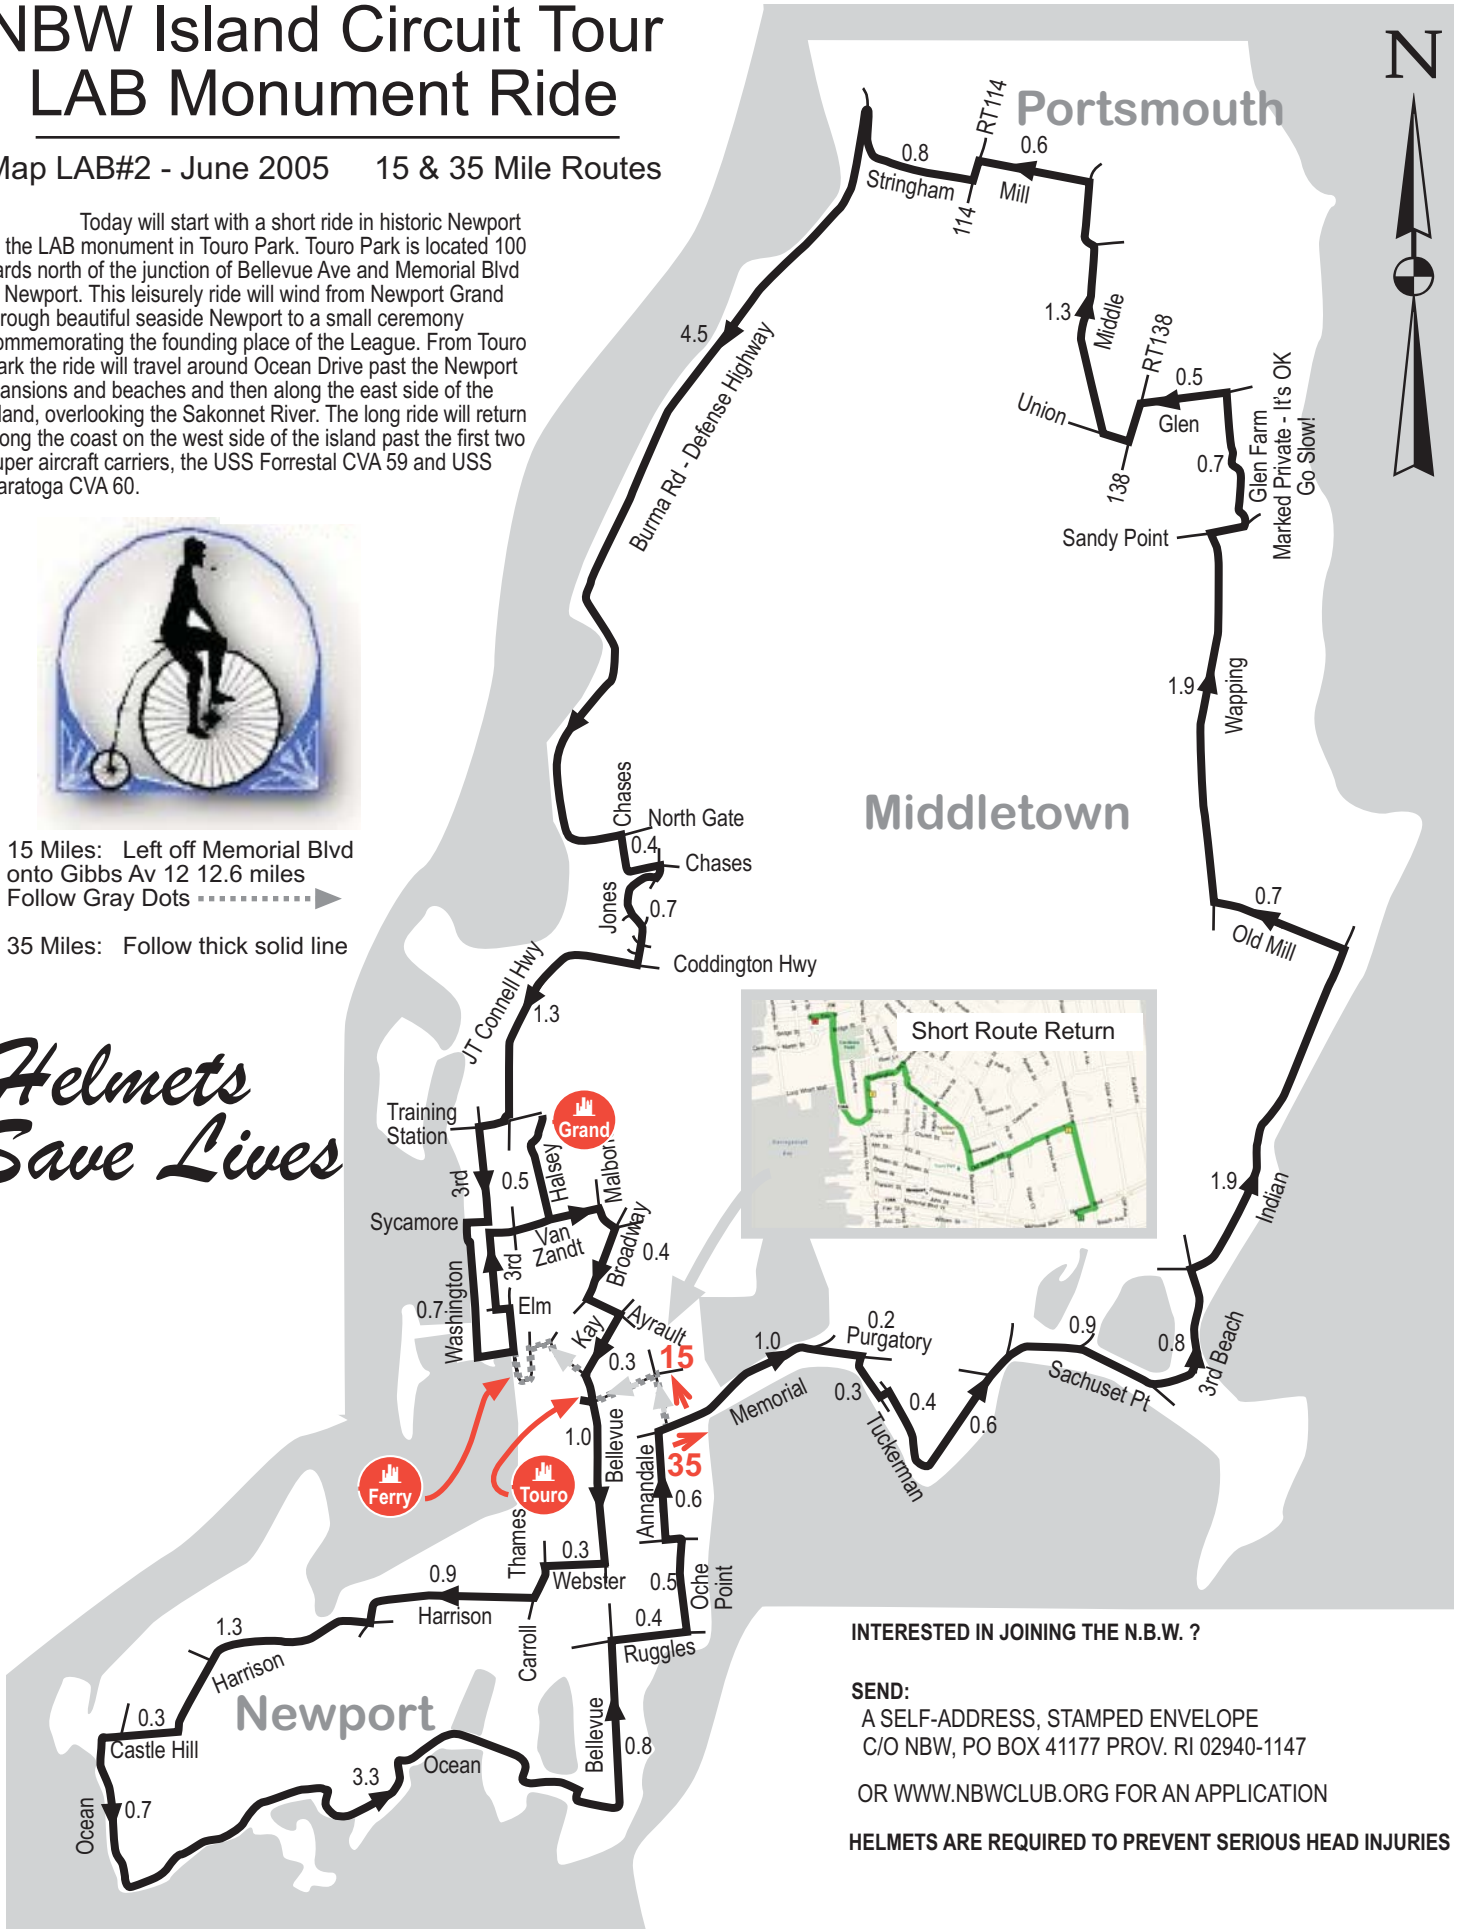 NBW Island Circuit Tour
LAB Monument Ride
Map LAB#2 - June 2005 15 & 35 Mile Routes
Today will start with a short ride in historic Newport
the LAB monument in Touro Park. Touro Park is located 100
ards north of the junction of Bellevue Ave and Memorial Blvd
Newport. This leisurely ride will wind from Newport Grand
rough beautiful seaside Newport to a small ceremony
ommemorating the founding place of the League. From Touro
ark the ride will travel around Ocean Drive past the Newport
ansions and beaches and then along the east side of the
land, overlooking the Sakonnet River. The long ride will return
ong the coast on the west side of the island past the first two
uper aircraft carriers, the USS Forrestal CVA 59 and USS
aratoga CVA 60.
15 Miles: Left off Memorial Blvd
onto Gibbs Av 12 12.6 miles
Follow Gray Dots
35 Miles: Follow thick solid line
Helmets
Save Lives
N
Portsmouth
RT114
0.8
0.6
Stringham
114
Mill
1.3
Middle
RT138
4.5
0.5
Union
Glen
138
0.7
Glen Farm
Marked Private - It's OK
Go Slow!
Burma Rd - Defense Highway
Sandy Point
1.9
Wapping
Middletown
Chases
North Gate
0.4
Chases
Jones
0.7
0.7
Old Mill
Coddington Hwy
JT Connell Hwy
1.3
Short Route Return
Training
Station
Grand
3rd
0.5
Halsey
Malbon
Sycamore
Van
Zandt
Broadway
0.4
1.9
Indian
Washington
3rd
0.7
Elm
Kay
Ayrault
0.3
15
1.0
0.2
Purgatory
0.9
0.8
3rd Beach
Memorial
0.3
0.4
Tuckerman
0.6
Sachuset Pt
1.0
Bellevue
35
Annandale
0.6
Ferry
Touro
Thames
0.3
Webster
0.5
Oche
Point
0.9
Harrison
Carroll
0.4
Ruggles
1.3
Harrison
Newport
0.3
Castle Hill
Bellevue
0.8
Ocean
3.3
Ocean
0.7
INTERESTED IN JOINING THE N.B.W. ?
SEND:
A SELF-ADDRESS, STAMPED ENVELOPE
C/O NBW, PO BOX 41177 PROV. RI 02940-1147
OR WWW.NBWCLUB.ORG FOR AN APPLICATION
HELMETS ARE REQUIRED TO PREVENT SERIOUS HEAD INJURIES